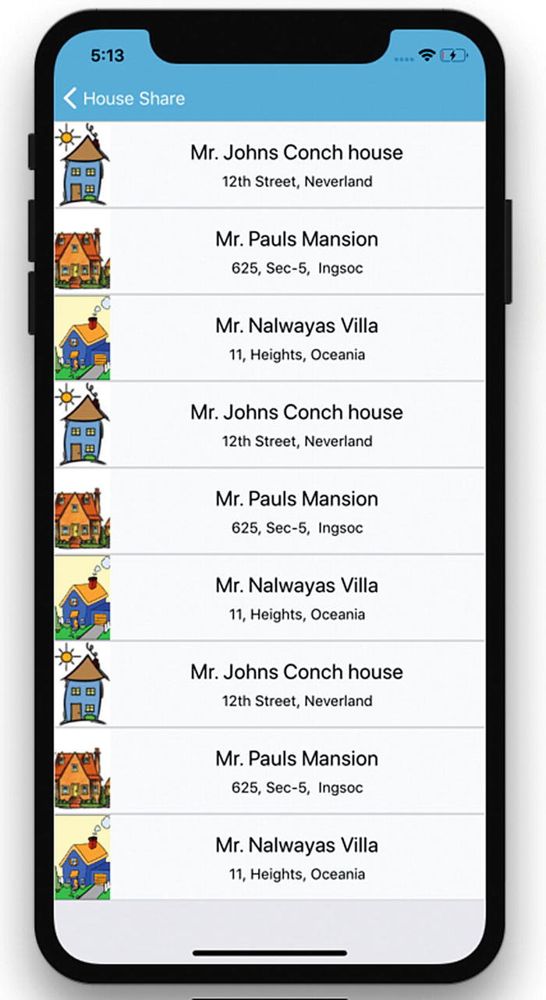 5:13
House Share
Mr. Johns Conch house
12th Street, Neverland
Mr. Pauls Mansion
625, Sec-5,  Ingsoc
Mr. Nalwayas Villa
11, Heights, Oceania
Mr. Johns Conch house
12th Street, Neverland
Mr. Pauls Mansion
625, Sec-5,  Ingsoc
Mr. Nalwayas Villa
11, Heights, Oceania
Mr. Johns Conch house
12th Street, Neverland
Mr. Pauls Mansion
625, Sec-5,  Ingsoc
Mr. Nalwayas Villa
11, Heights, Oceania